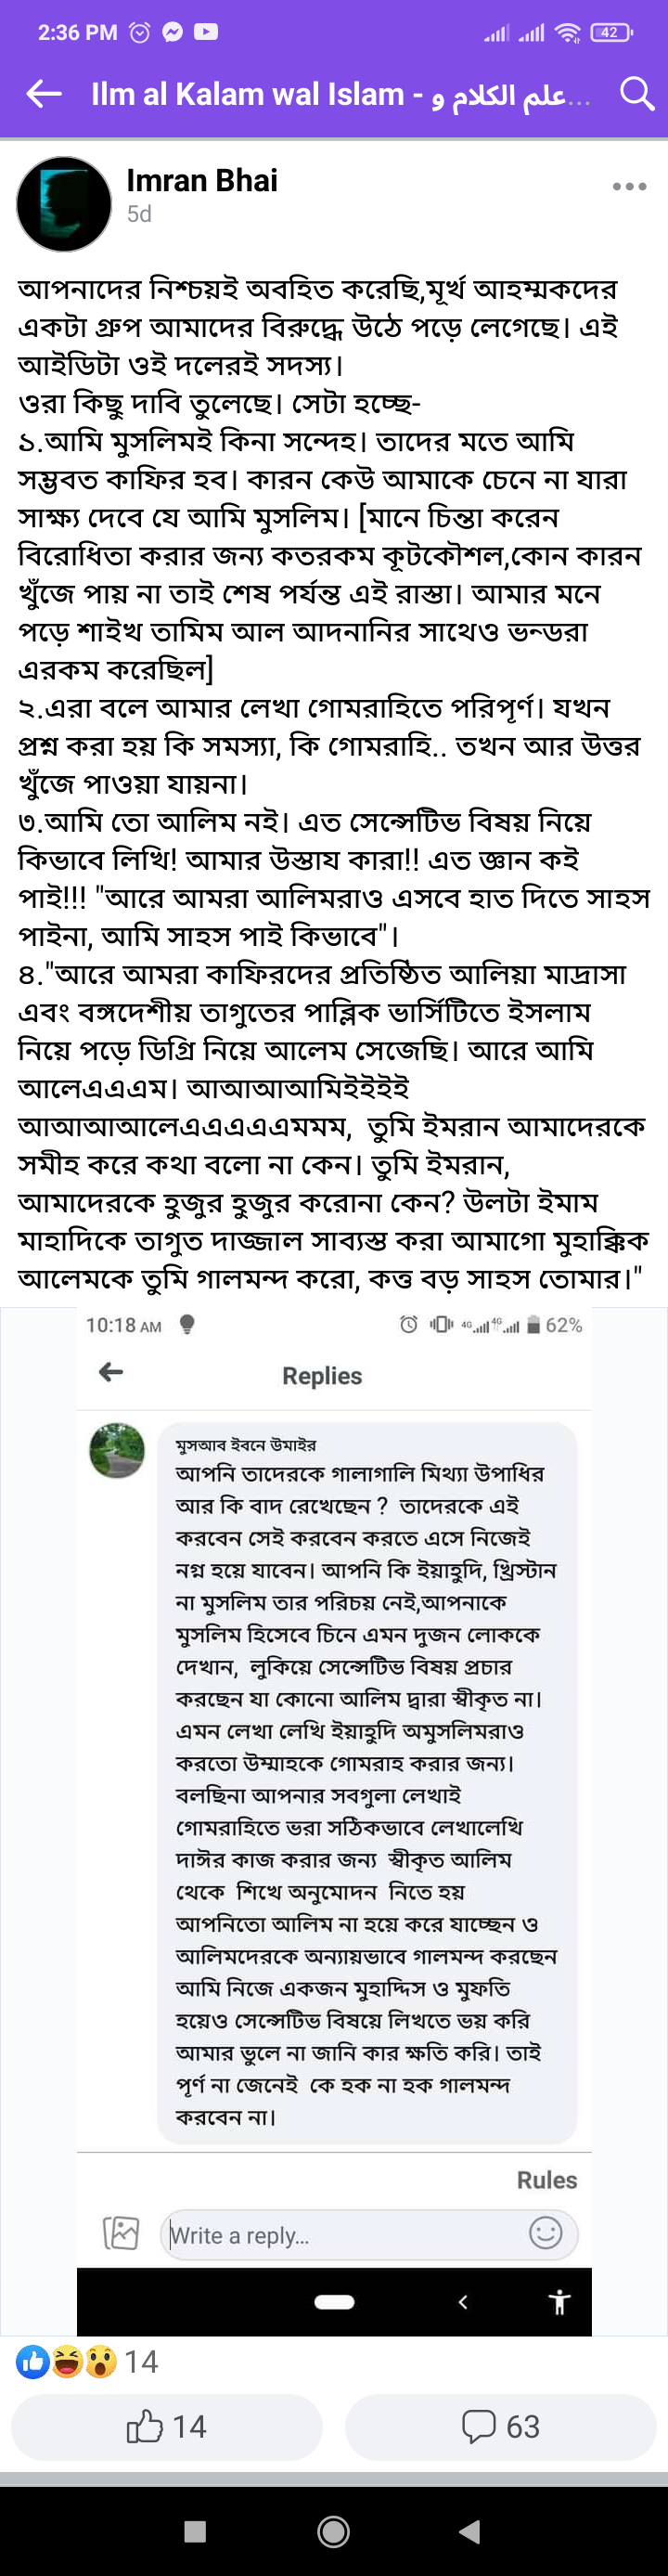 2:36 PM 42
Ilm al Kalam wal Islam - علم الكلام و...
Imran Bhai
5d
আপনাদের নিশ্চয়ই অবহিত করেছি,মূর্খ আহম্মকদের
একটা গ্রুপ আমাদের বিরুদ্ধে উঠে পড়ে লেগেছে। এই
আইডিটা ওই দলেরই সদস্য।
ওরা কিছু দাবি তুলেছে। সেটা হচ্ছে-
১.আমি মুসলিমই কিনা সন্দেহ। তাদের মতে আমি
সম্ভবত কাফির হব। কারন কেউ আমাকে চেনে না যারা
সাক্ষ্য দেবে যে আমি মুসলিম। [মানে চিন্তা করেন
বিরোধিতা করার জন্য কতরকম কূটকৌশল,কোন কারন
খুঁজে পায় না তাই শেষ পর্যন্ত এই রাস্তা। আমার মনে
পড়ে শাইখ তামিম আল আদনানির সাথেও ভন্ডরা
এরকম করেছিল]
২.এরা বলে আমার লেখা গোমরাহিতে পরিপূর্ণ। যখন
প্রশ্ন করা হয় কি সমস্যা, কি গোমরাহি.. তখন আর উত্তর
খুঁজে পাওয়া যায়না।
৩.আমি তো আলিম নই। এত সেন্সেটিভ বিষয় নিয়ে
কিভাবে লিখি! আমার উস্তায কারা!! এত জ্ঞান কই
পাই!!! "আরে আমরা আলিমরাও এসবে হাত দিতে সাহস
পাইনা, আমি সাহস পাই কিভাবে"।
৪."আরে আমরা কাফিরদের প্রতিষ্ঠিত আলিয়া মাদ্রাসা
এবং বঙ্গদেশীয় তাগুতের পাব্লিক ভার্সিটিতে ইসলাম
নিয়ে পড়ে ডিগ্রি নিয়ে আলেম সেজেছি। আরে আমি
আলেএএএম। আআআআমিইইইই
আআআআলেএএএএএমমম, তুমি ইমরান আমাদেরকে
সমীহ করে কথা বলো না কেন। তুমি ইমরান,
আমাদেরকে হুজুর হুজুর করোনা কেন? উলটা ইমাম
মাহাদিকে তাগুত দাজ্জাল সাব্যস্ত করা আমাগো মুহাক্কিক
আলেমকে তুমি গালমন্দ করো, কত্ত বড় সাহস তোমার।"
10:18 AM 4G 4G 62%
Replies
মুসআব ইবনে উমাইর
আপনি তাদেরকে গালাগালি মিথ্যা উপাধির
আর কি বাদ রেখেছেন ? তাদেরকে এই
করবেন সেই করবেন করতে এসে নিজেই
নগ্ন হয়ে যাবেন। আপনি কি ইয়াহুদি, খ্রিস্টান
না মুসলিম তার পরিচয় নেই,আপনাকে
মুসলিম হিসেবে চিনে এমন দুজন লোককে
দেখান, লুকিয়ে সেন্সেটিভ বিষয় প্রচার
করছেন যা কোনো আলিম দ্বারা স্বীকৃত না।
এমন লেখা লেখি ইয়াহুদি অমুসলিমরাও
করতো উম্মাহকে গোমরাহ করার জন্য।
বলছিনা আপনার সবগুলা লেখাই
গোমরাহিতে ভরা সঠিকভাবে লেখালেখি
দাঈর কাজ করার জন্য স্বীকৃত আলিম
থেকে শিখে অনুমোদন নিতে হয়
আপনিতো আলিম না হয়ে করে যাচ্ছেন ও
আলিমদেরকে অন্যায়ভাবে গালমন্দ করছেন
আমি নিজে একজন মুহাদ্দিস ও মুফতি
হয়েও সেন্সেটিভ বিষয়ে লিখতে ভয় করি
আমার ভুলে না জানি কার ক্ষতি করি। তাই
পূর্ণ না জেনেই কে হক না হক গালমন্দ
করবেন না।
Rules
Write a reply...
14
14 63